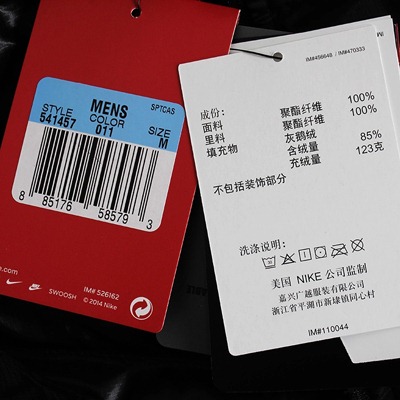 MENS
SPTCAS
STYLE
541457
COLOR
011
SIZE
M
8 85176 58579 3
e.com
SWOOSH
IM# 526162
© 2014 Nike
IM#456648 / IM#470333
成份：
面料 聚酯纤维 100%
里料 聚酯纤维 100%
填充物 灰鹅绒
含绒量 85%
充绒量 123克
不包括装饰部分
洗涤说明：
美国 NIKE 公司监制
嘉兴广越服装有限公司
浙江省平湖市新埭镇同心村
IM#110044